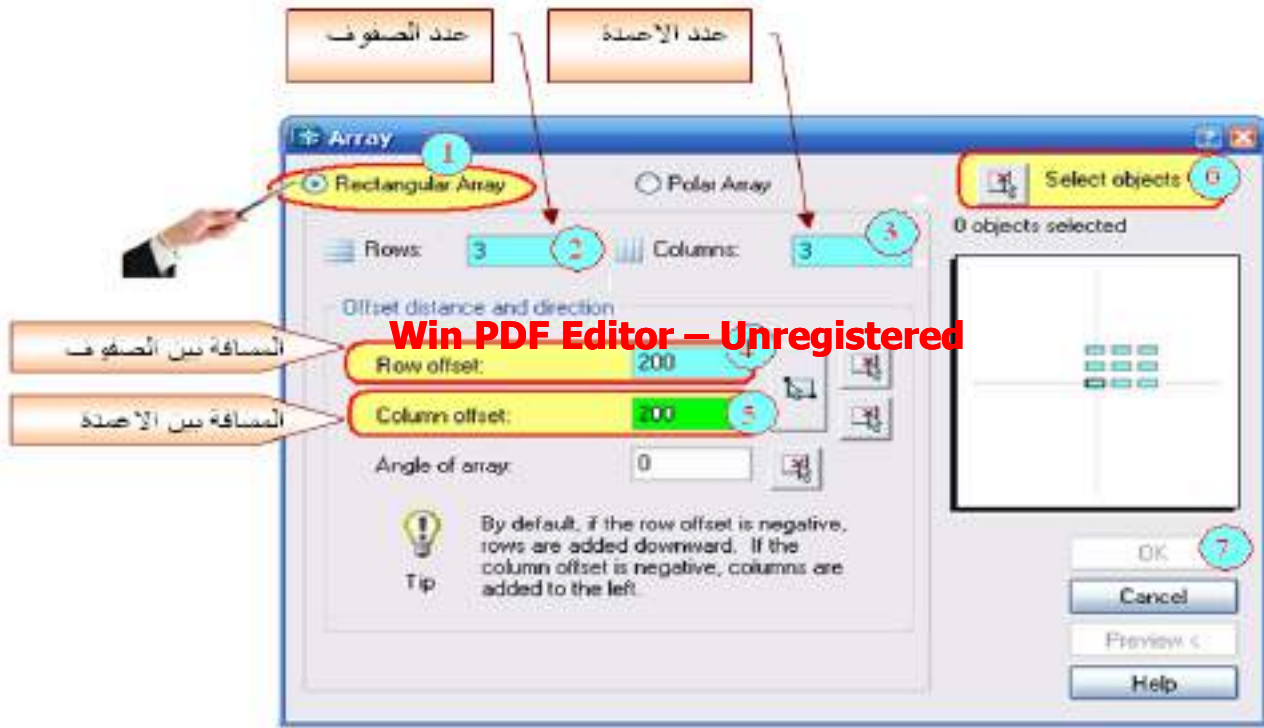 عدد الصفوف
عدد الاعمدة
Array
1
Rectangular Array
Polar Array
Select objects 6
0 objects selected
Rows: 3 2
Columns: 3 3
Offset distance and direction
Win PDF Editor – Unregistered
المسافة بين الصفوف
Row offset: 200 4
المسافة بين الاعمدة
Column offset: 200 5
Angle of array: 0
Tip
By default, if the row offset is negative,
rows are added downward. If the
column offset is negative, columns are
added to the left.
OK 7
Cancel
Preview <
Help